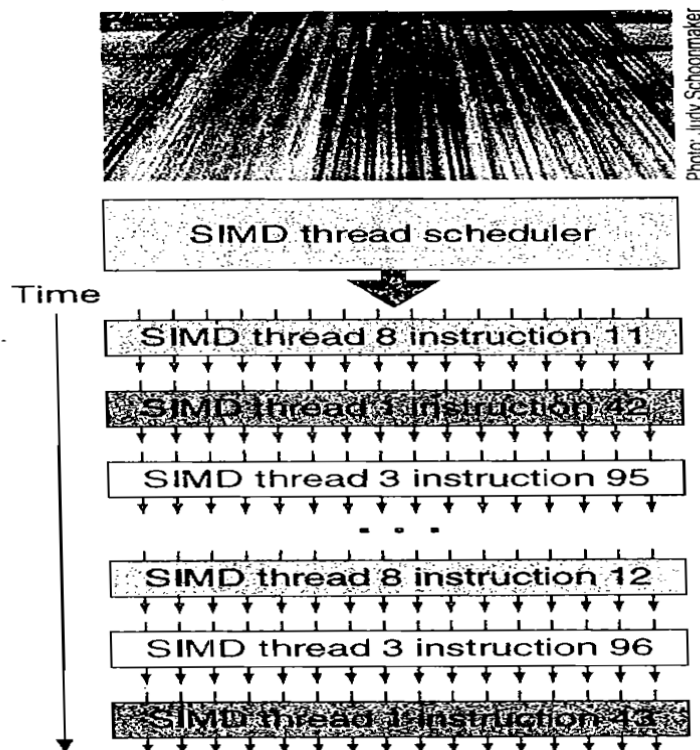 Photo: Judy Schoonmaker
SIMD thread scheduler
Time
SIMD thread 8 instruction 11
SIMD thread 1 instruction 42
SIMD thread 3 instruction 95
. . .
SIMD thread 8 instruction 12
SIMD thread 3 instruction 96
SIMD thread 1 instruction 43